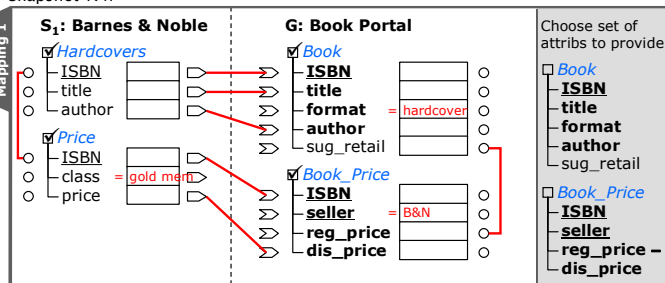 Mapping 1
S1: Barnes & Noble
Hardcovers
ISBN
title
author
Price
ISBN
class = gold mem
price
G: Book Portal
Book
ISBN
title
format = hardcover
author
sug_retail
Book_Price
ISBN
seller = B&N
reg_price
dis_price
Choose set of
attribs to provide
Book
ISBN
title
format
author
sug_retail
Book_Price
ISBN
seller
reg_price
dis_price